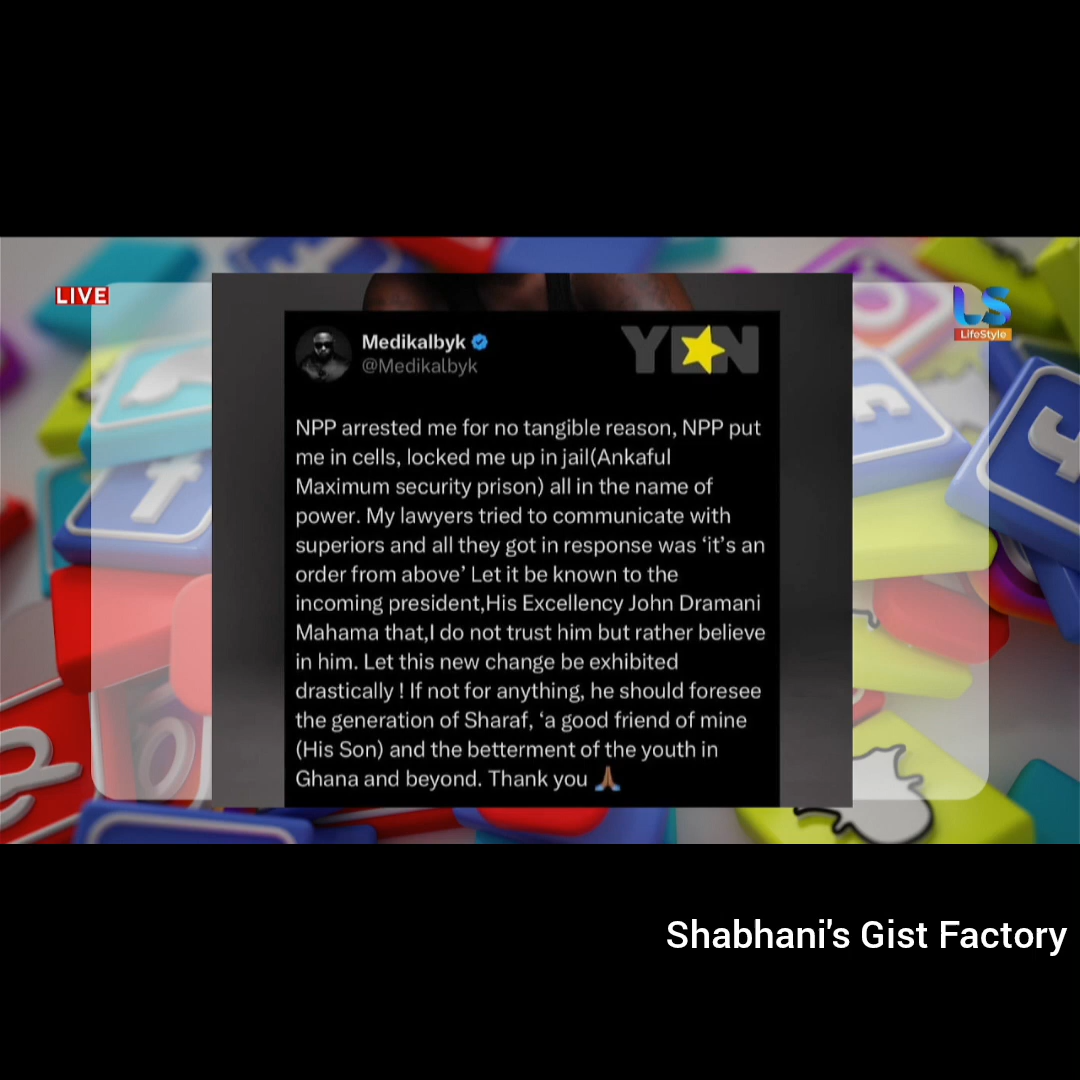 LIVE
LS
LifeStyle
Medikalbyk
@Medikalbyk
YEN
NPP arrested me for no tangible reason, NPP put
me in cells, locked me up in jail(Ankaful
Maximum security prison) all in the name of
power. My lawyers tried to communicate with
superiors and all they got in response was ‘it’s an
order from above’ Let it be known to the
incoming president,His Excellency John Dramani
Mahama that,I do not trust him but rather believe
in him. Let this new change be exhibited
drastically ! If not for anything, he should foresee
the generation of Sharaf, ‘a good friend of mine
(His Son) and the betterment of the youth in
Ghana and beyond. Thank you 🙏🏾
Shabhani's Gist Factory